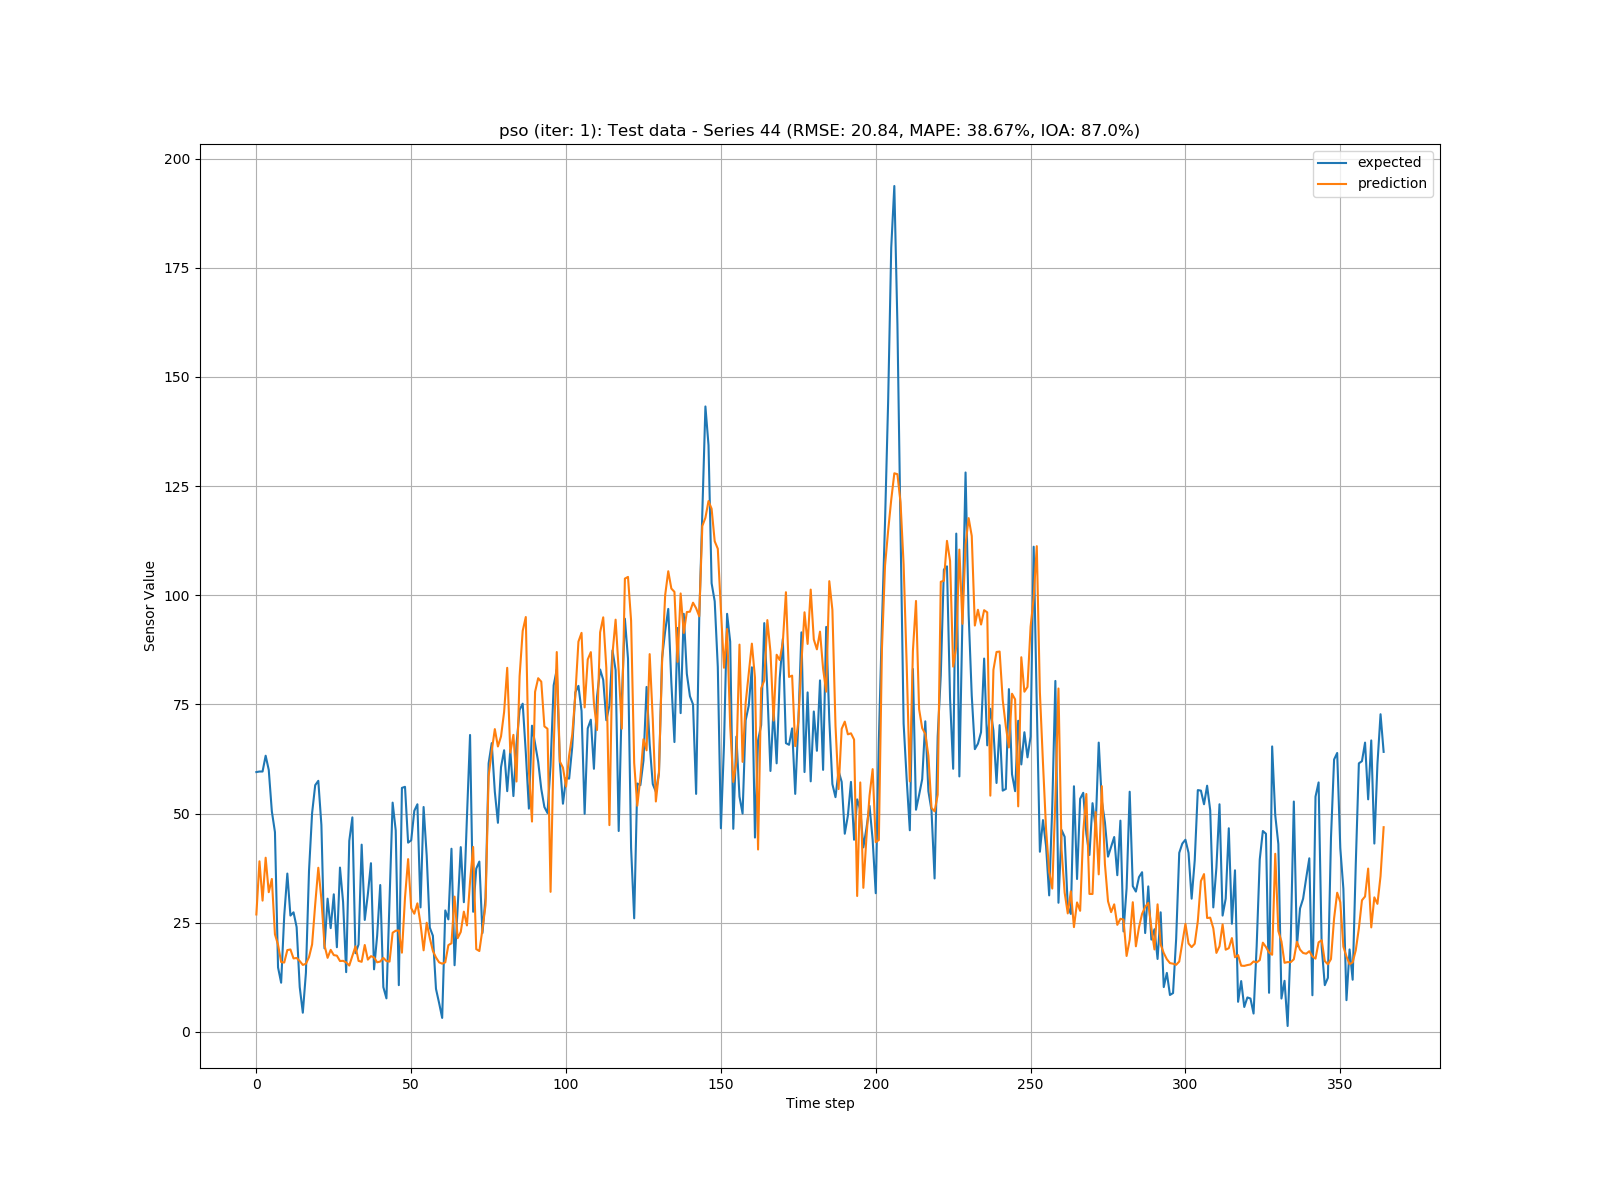 pso (iter: 1): Test data - Series 44 (RMSE: 20.84, MAPE: 38.67%, IOA: 87.0%)
expected
prediction
200
175
150
125
100
75
50
25
0
Sensor Value
0 50 100 150 200 250 300 350
Time step